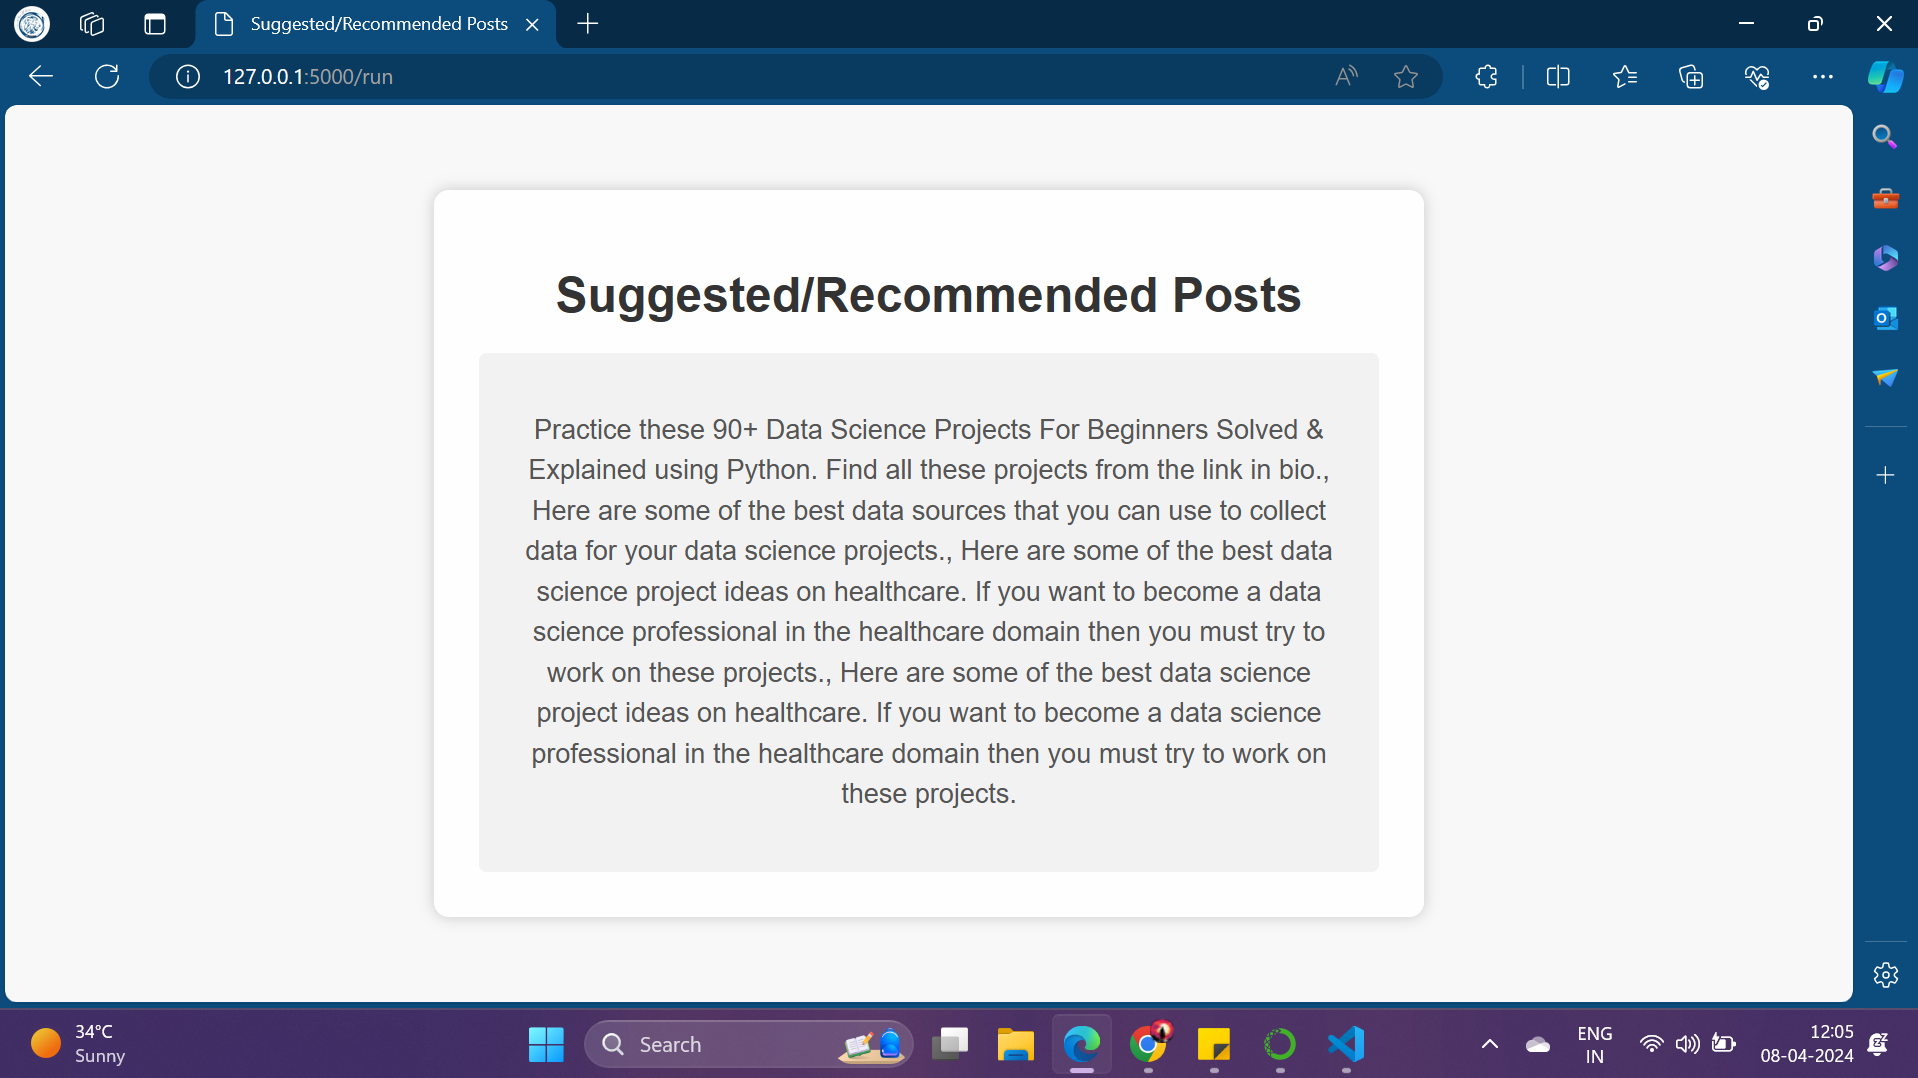 Suggested/Recommended Posts
127.0.0.1:5000/run
Suggested/Recommended Posts
Practice these 90+ Data Science Projects For Beginners Solved &
Explained using Python. Find all these projects from the link in bio.,
Here are some of the best data sources that you can use to collect
data for your data science projects., Here are some of the best data
science project ideas on healthcare. If you want to become a data
science professional in the healthcare domain then you must try to
work on these projects., Here are some of the best data science
project ideas on healthcare. If you want to become a data science
professional in the healthcare domain then you must try to work on
these projects.
34°C
Sunny
Search
ENG
IN
12:05
08-04-2024